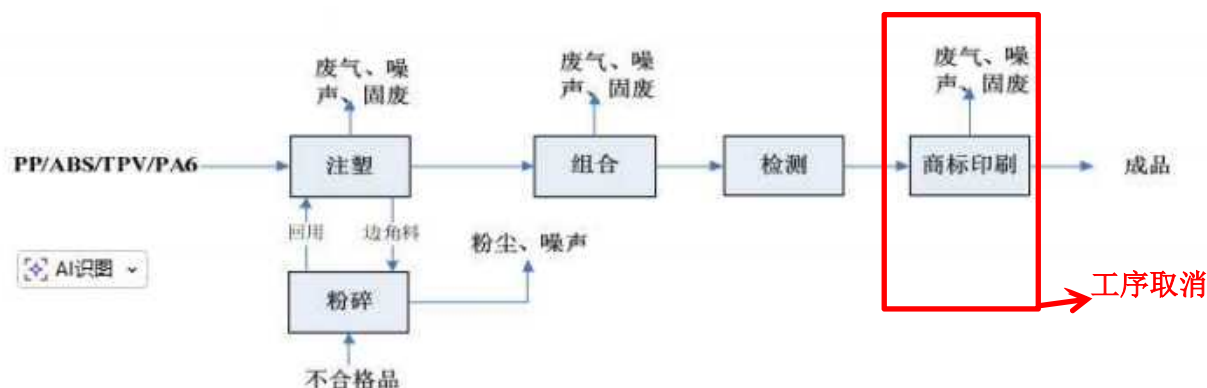 废气、噪
声、固废
废气、噪
声、固废
废气、噪
声、固废
PP/ABS/TPV/PA6
注塑
组合
检测
商标印刷
成品
回用
边角料
粉尘、噪声
AI识图
粉碎
工序取消
不合格品